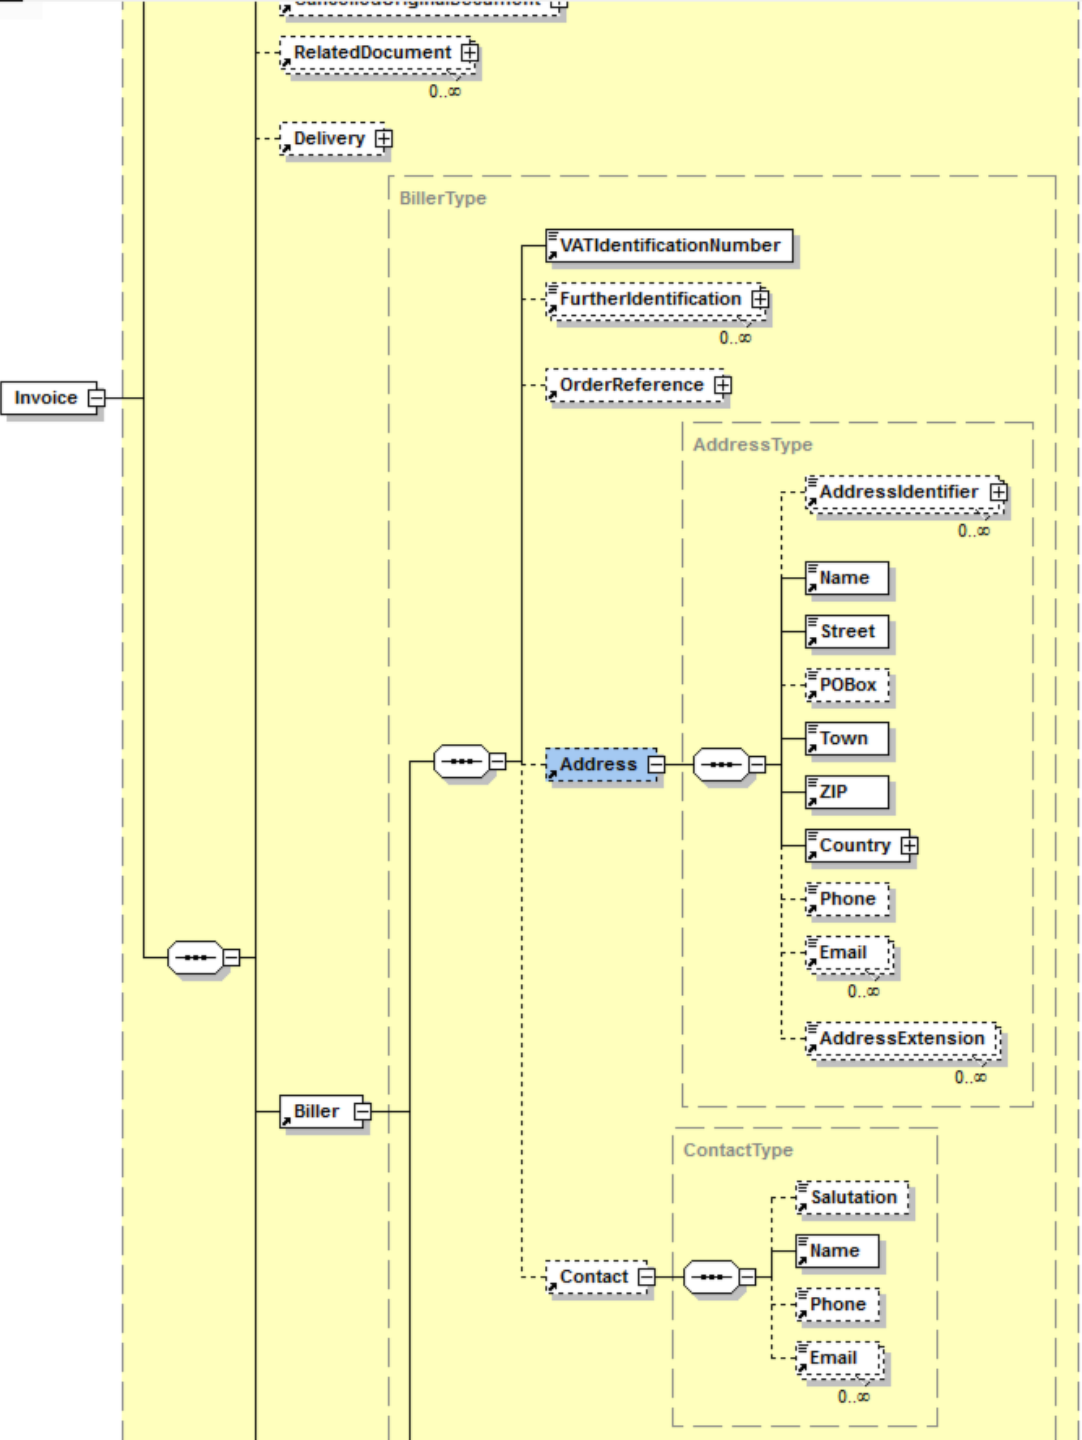 CancelledOriginalDocument
RelatedDocument
0..∞
Delivery
BillerType
VATIdentificationNumber
FurtherIdentification
0..∞
OrderReference
Invoice
AddressType
AddressIdentifier
0..∞
Name
Street
POBox
Town
Address
ZIP
Country
Phone
Email
0..∞
AddressExtension
0..∞
Biller
ContactType
Salutation
Name
Contact
Phone
Email
0..∞